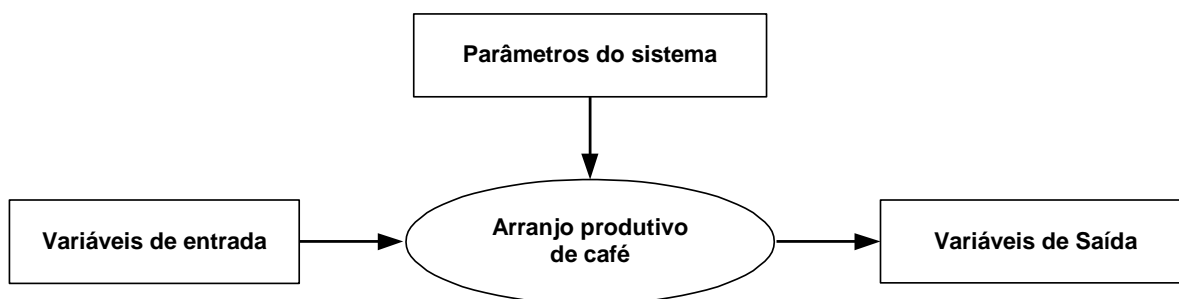 Parâmetros do sistema
Variáveis de entrada
Arranjo produtivo
de café
Variáveis de Saída